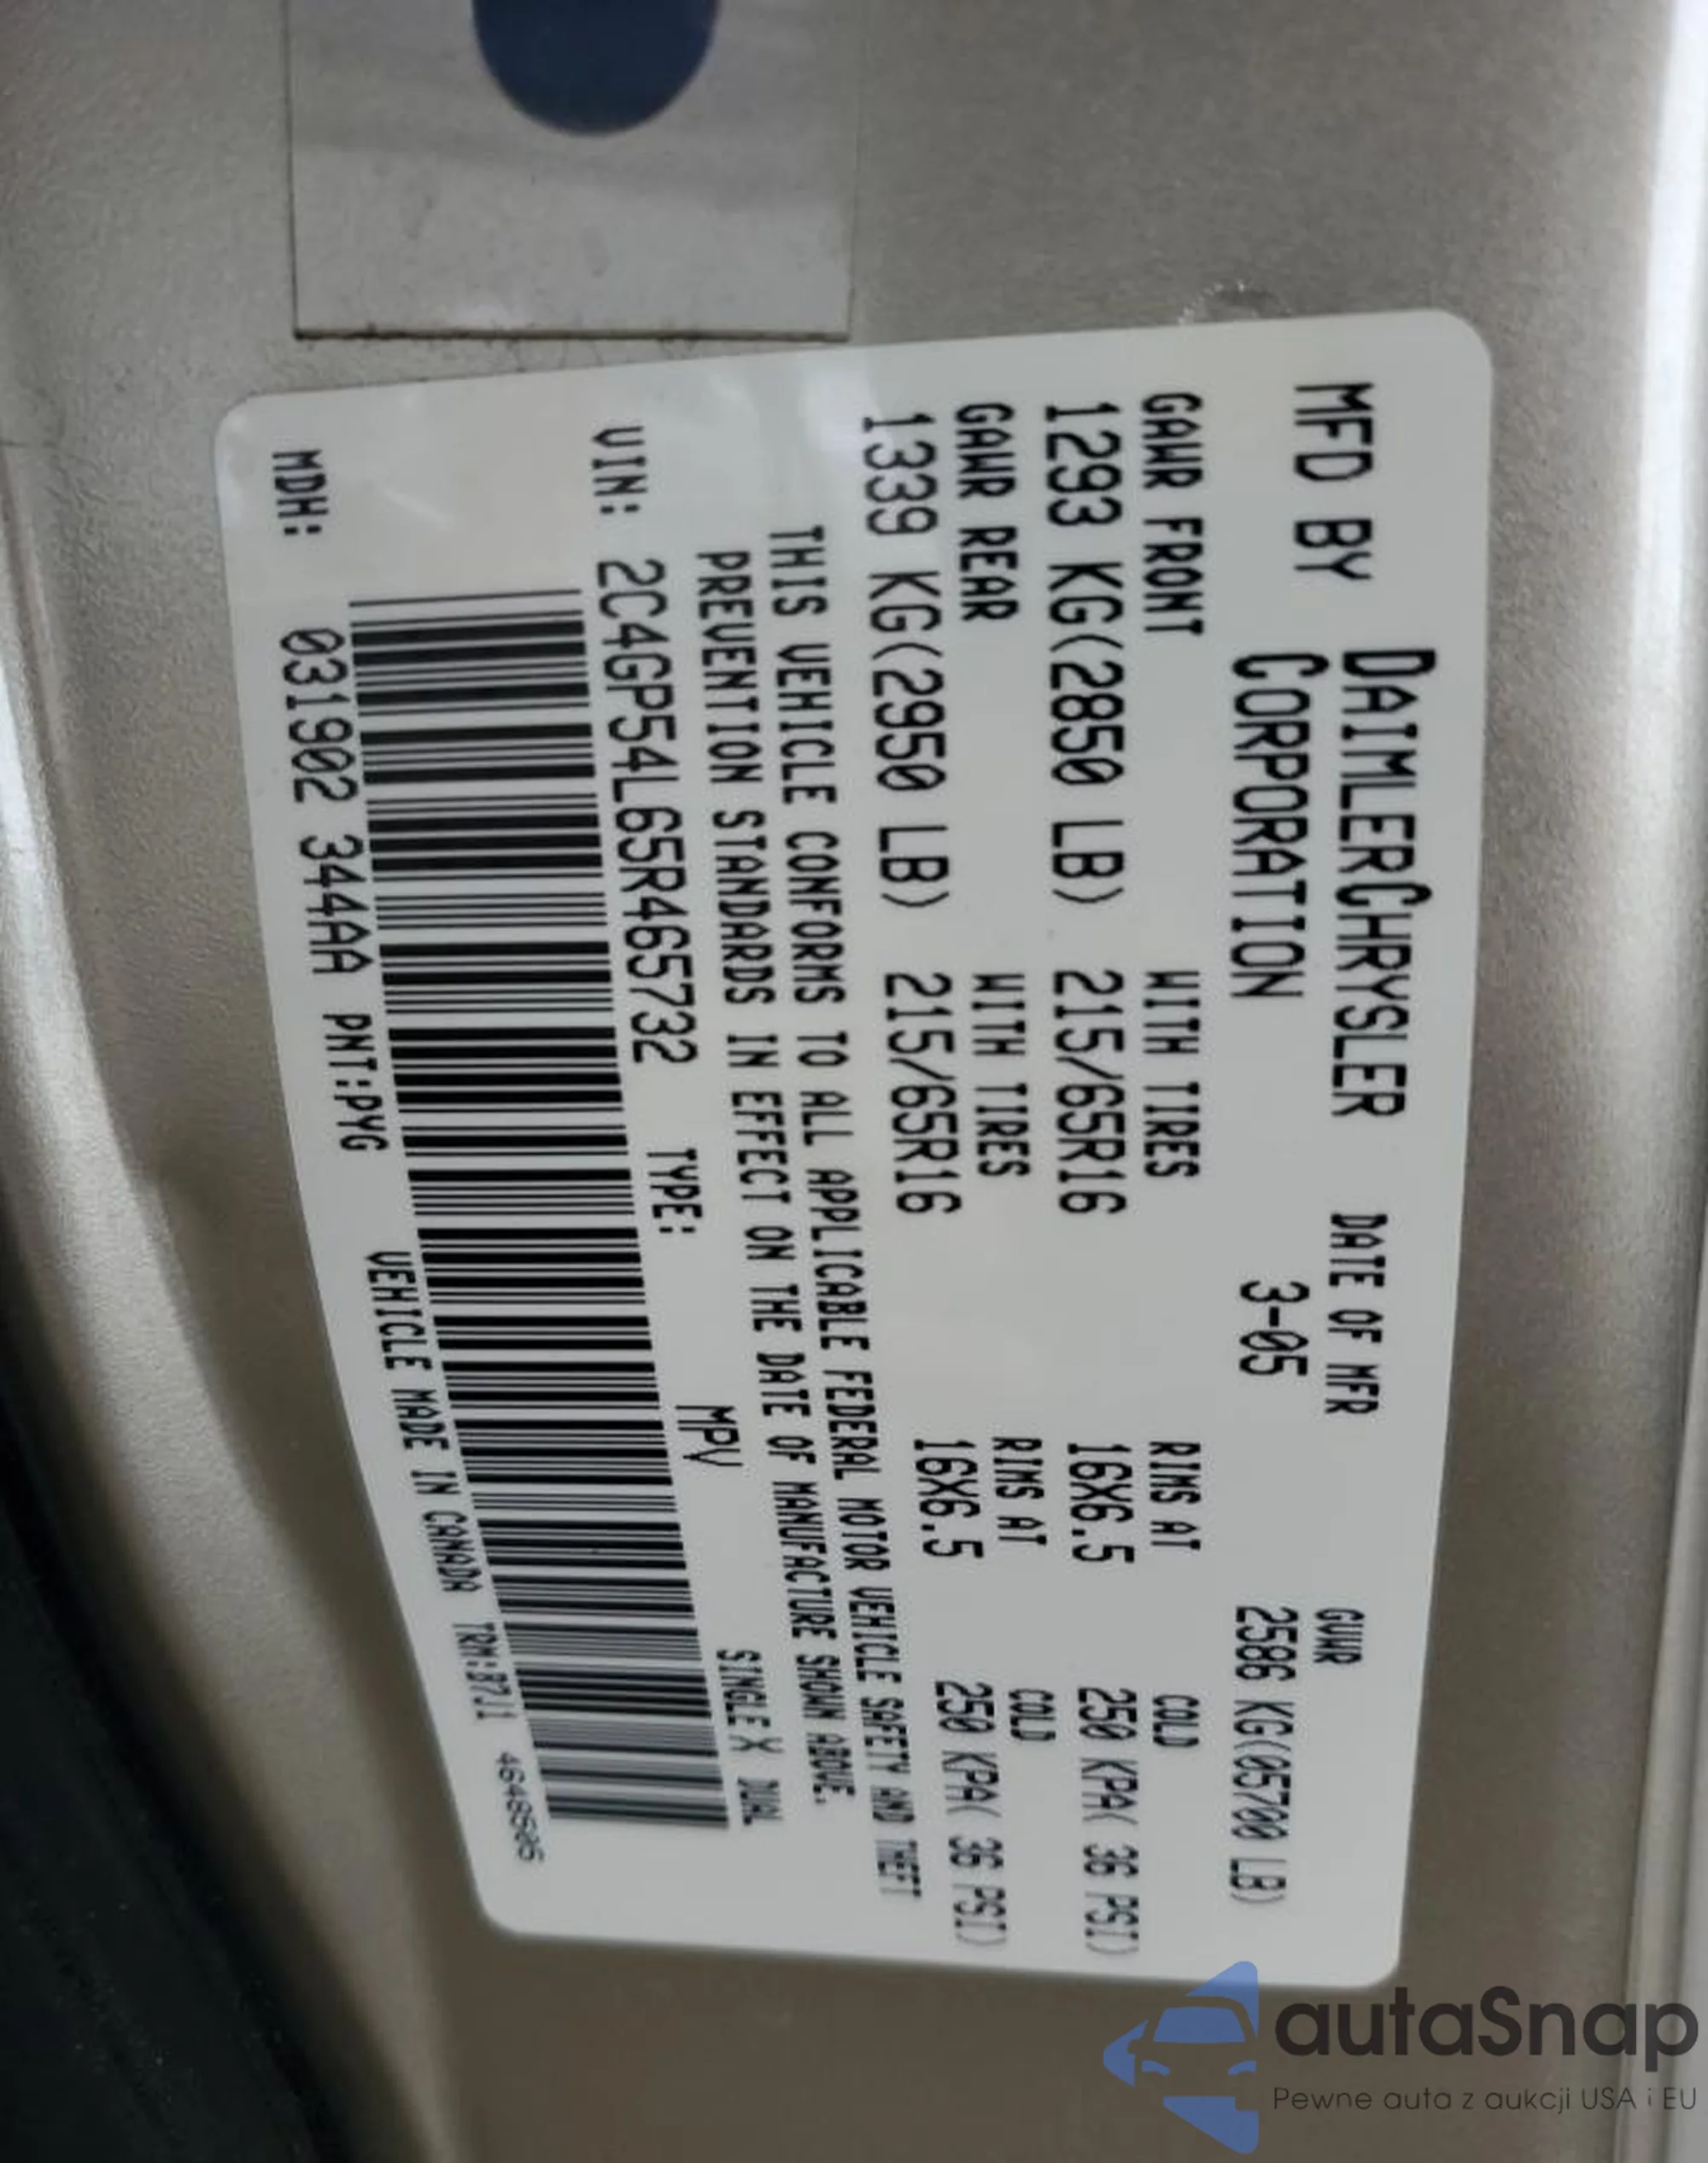 MFD BY DAIMLERCHRYSLER CORPORATION DATE OF MFR 3-05 GVWR 2586 KG(05700 LB)
GAWR FRONT WITH TIRES RIMS AT COLD
1293 KG(2850 LB) 215/65R16 16X6.5 250 KPA( 36 PSI)
GAWR REAR WITH TIRES RIMS AT COLD
1339 KG(2950 LB) 215/65R16 16X6.5 250 KPA( 36 PSI)
THIS VEHICLE CONFORMS TO ALL APPLICABLE FEDERAL MOTOR VEHICLE SAFETY AND THEFT
PREVENTION STANDARDS IN EFFECT ON THE DATE OF MANUFACTURE SHOWN ABOVE.
VIN: 2C4GP54L65R465732 TYPE: MPV SINGLE X DUAL
MDH: 031902 344AA PNT:PYG VEHICLE MADE IN CANADA TRM:B7J1
autaSnap
Pewne auta z aukcji USA i EU